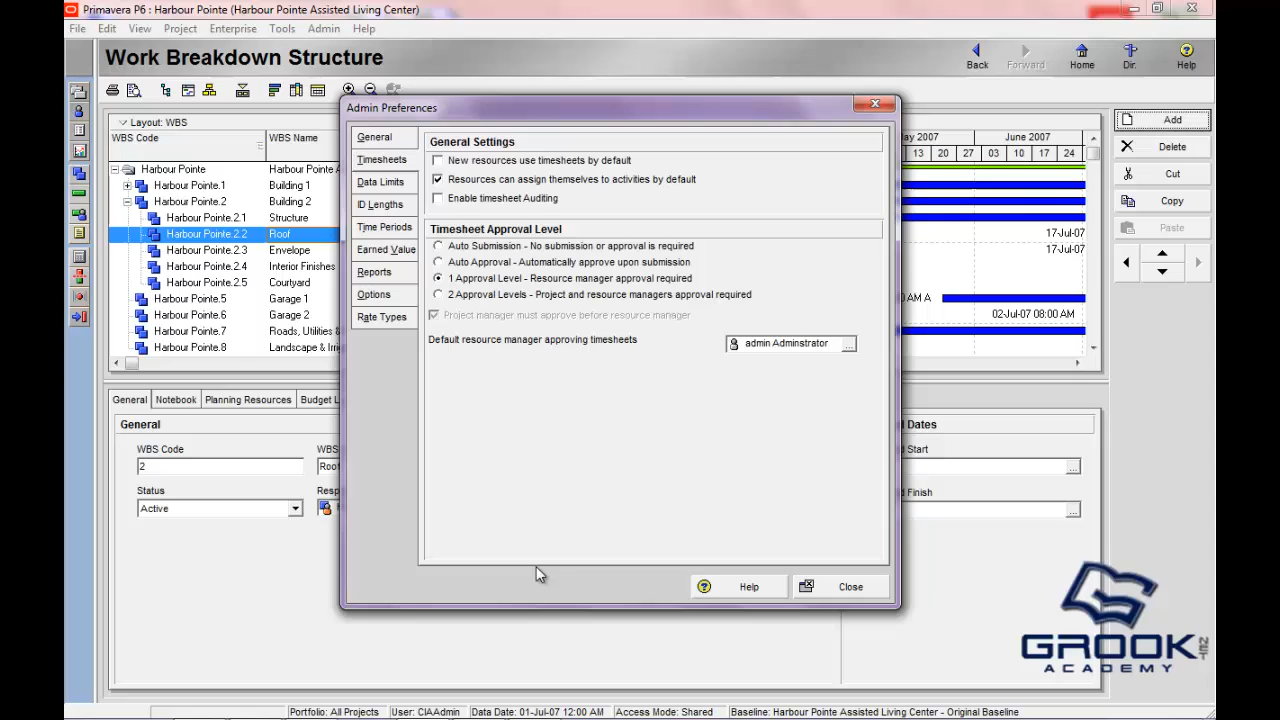 Primavera P6 : Harbour Pointe (Harbour Pointe Assisted Living Center)
File Edit View Project Enterprise Tools Admin Help
Work Breakdown Structure
Back Forward Home Dir. Help
Layout: WBS
WBS Code WBS Name
ay 2007 June 2007
13 20 27 03 10 17 24
Harbour Pointe Harbour Pointe A
Harbour Pointe.1 Building 1
Harbour Pointe.2 Building 2
Harbour Pointe.2.1 Structure
Harbour Pointe.2.2 Roof 17-Jul-07
Harbour Pointe.2.3 Envelope 17-Jul-07
Harbour Pointe.2.4 Interior Finishes
Harbour Pointe.2.5 Courtyard
Harbour Pointe.5 Garage 1 00 AM A
Harbour Pointe.6 Garage 2 02-Jul-07 08:00 AM
Harbour Pointe.7 Roads, Utilities &
Harbour Pointe.8 Landscape & Irri
Add
Delete
Cut
Copy
Paste
Admin Preferences
General
Timesheets
Data Limits
ID Lengths
Time Periods
Earned Value
Reports
Options
Rate Types
General Settings
New resources use timesheets by default
Resources can assign themselves to activities by default
Enable timesheet Auditing
Timesheet Approval Level
Auto Submission - No submission or approval is required
Auto Approval - Automatically approve upon submission
1 Approval Level - Resource manager approval required
2 Approval Levels - Project and resource managers approval required
Project manager must approve before resource manager
Default resource manager approving timesheets admin Adminstrator ...
Help Close
General Notebook Planning Resources Budget L
General
d Dates
WBS Code WBS
d Start
2 Roo
...
Status Resp
d Finish
Active
...
GROOK .NET
ACADEMY
Portfolio: All Projects User: CIAAdmin Data Date: 01-Jul-07 12:00 AM Access Mode: Shared Baseline: Harbour Pointe Assisted Living Center - Original Baseline